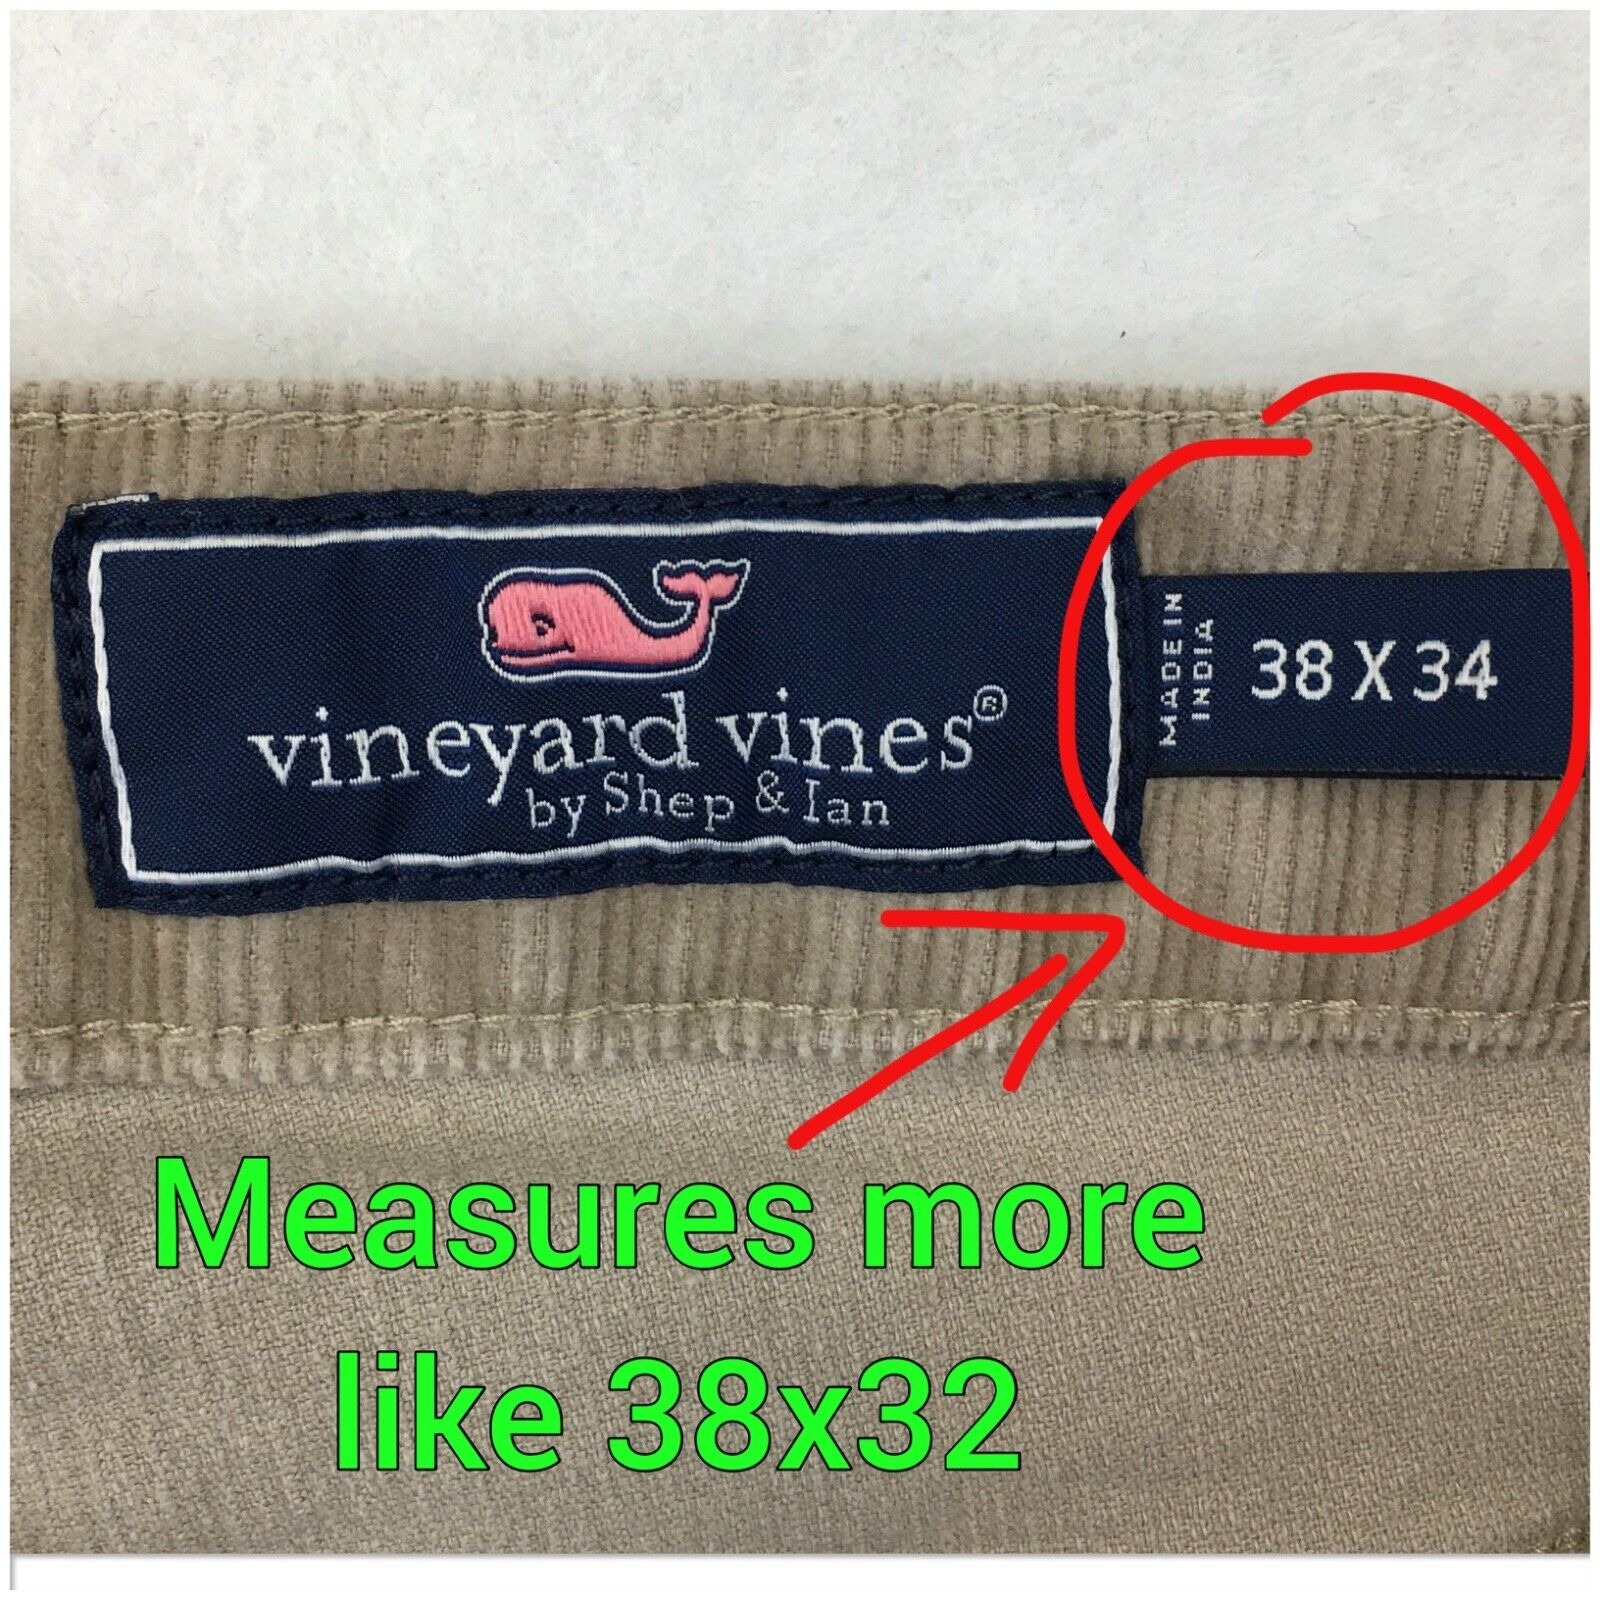 vineyard vines®
by Shep & Ian
MADE IN
INDIA
38 X 34
Measures more
like 38x32